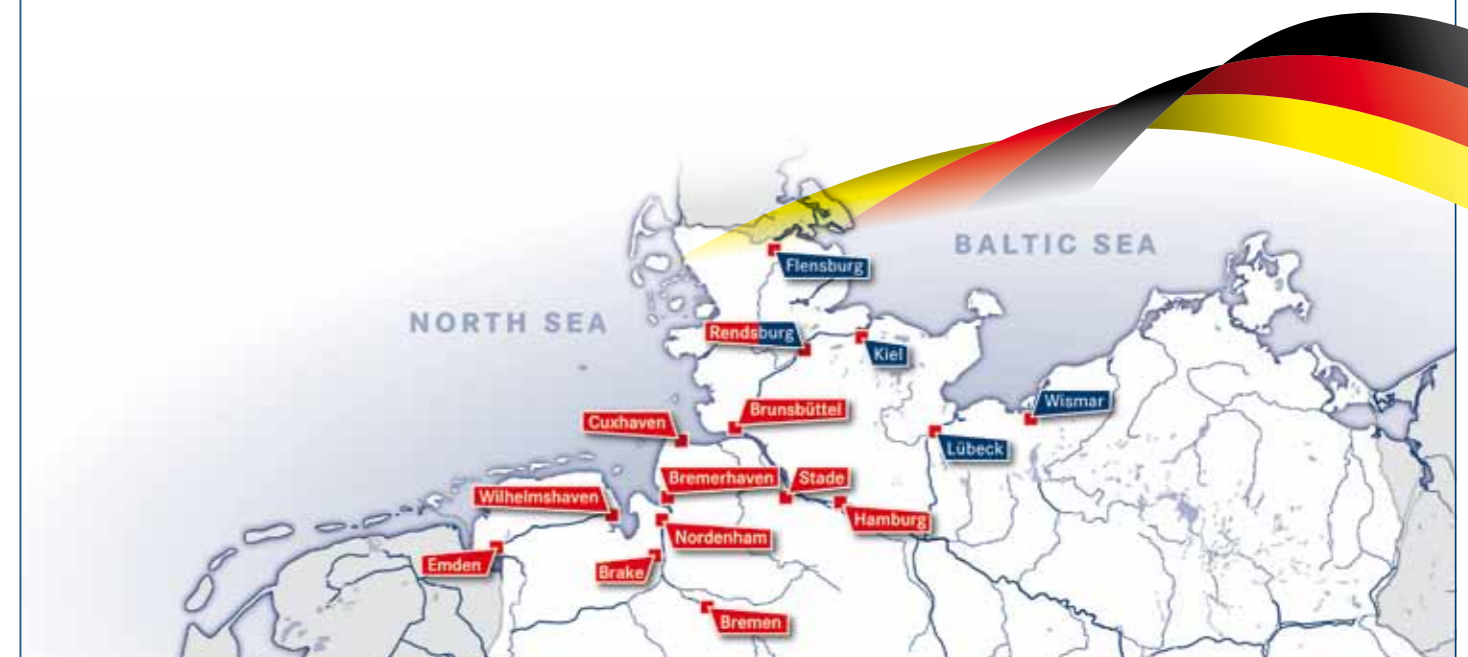 BALTIC SEA
Flensburg
NORTH SEA
Rendsburg
Kiel
Wismar
Brunsbüttel
Cuxhaven
Lübeck
Bremerhaven
Stade
Wilhelmshaven
Hamburg
Nordenham
Emden
Brake
Bremen